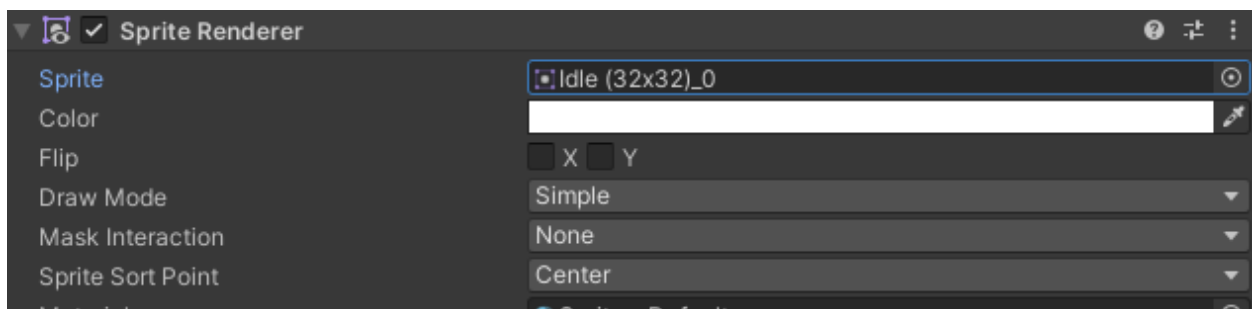 Sprite Renderer
Sprite Idle (32x32)_0
Color
Flip X Y
Draw Mode Simple
Mask Interaction None
Sprite Sort Point Center